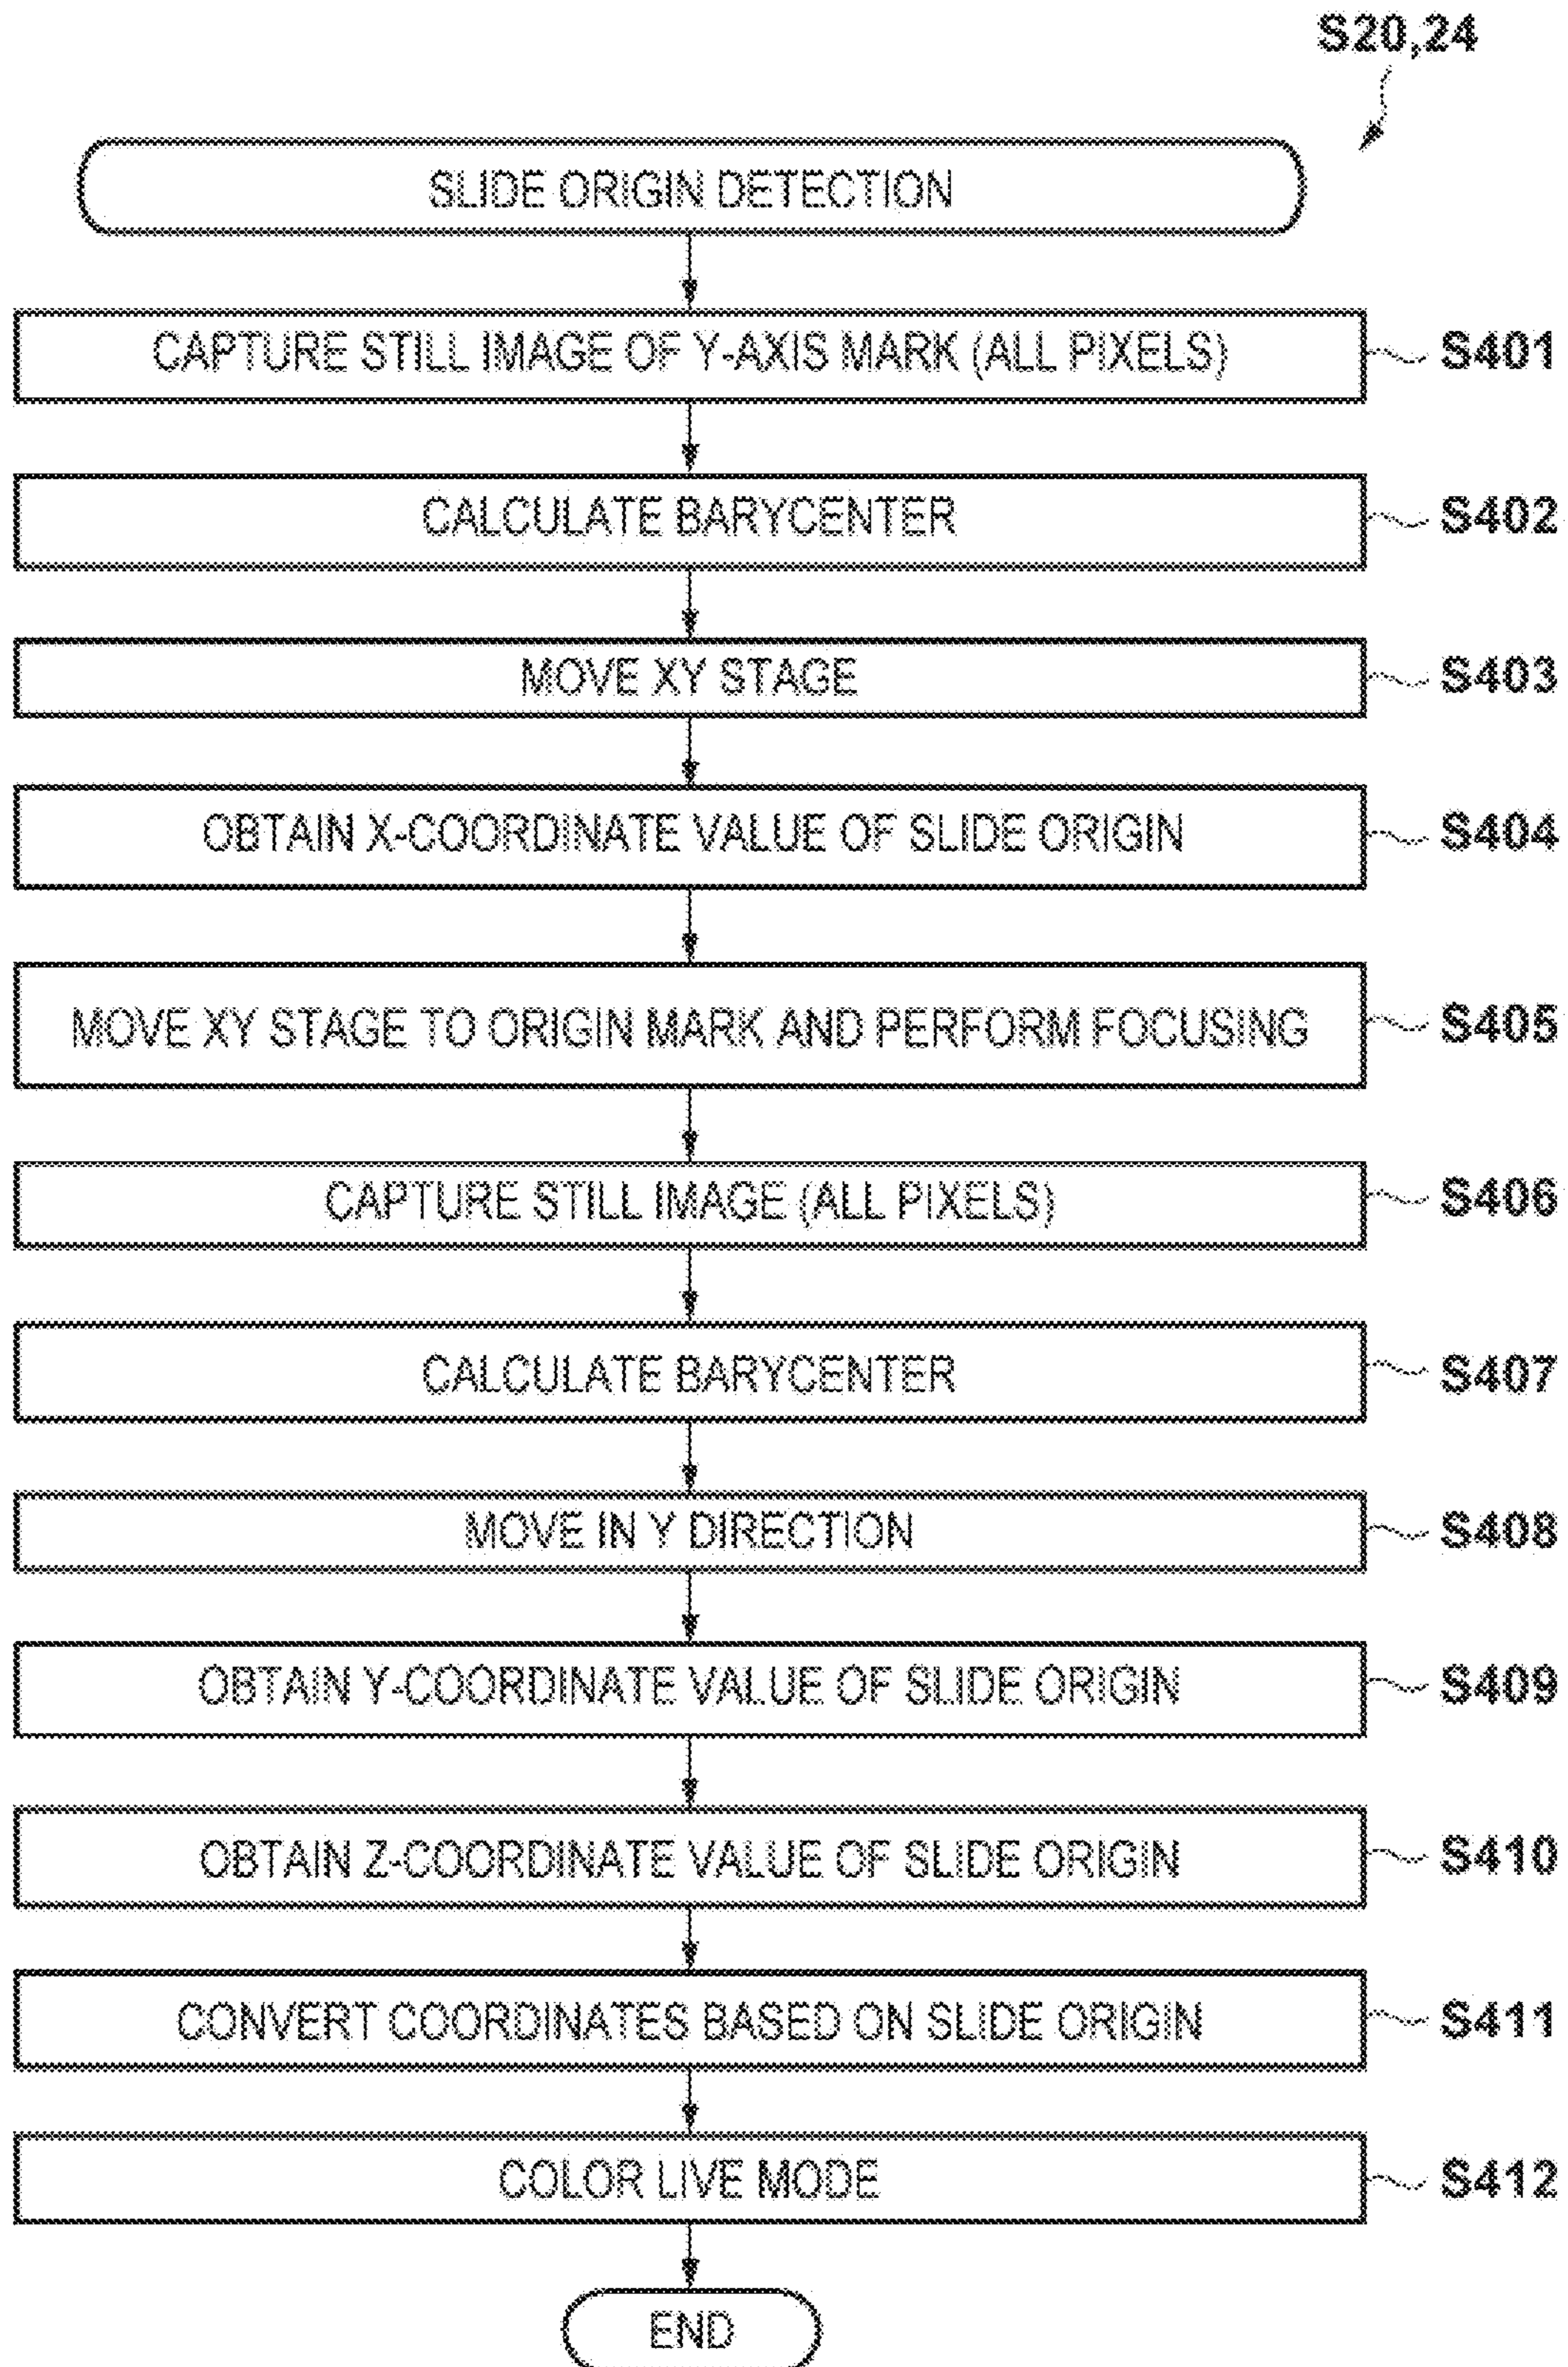 S20,24
SLIDE ORIGIN DETECTION
CAPTURE STILL IMAGE OF Y-AXIS MARK (ALL PIXELS)
S401
CALCULATE BARYCENTER
S402
MOVE XY STAGE
S403
OBTAIN X-COORDINATE VALUE OF SLIDE ORIGIN
S404
MOVE XY STAGE TO ORIGIN MARK AND PERFORM FOCUSING
S405
CAPTURE STILL IMAGE (ALL PIXELS)
S406
CALCULATE BARYCENTER
S407
MOVE IN Y DIRECTION
S408
OBTAIN Y-COORDINATE VALUE OF SLIDE ORIGIN
S409
OBTAIN Z-COORDINATE VALUE OF SLIDE ORIGIN
S410
CONVERT COORDINATES BASED ON SLIDE ORIGIN
S411
COLOR LIVE MODE
S412
END